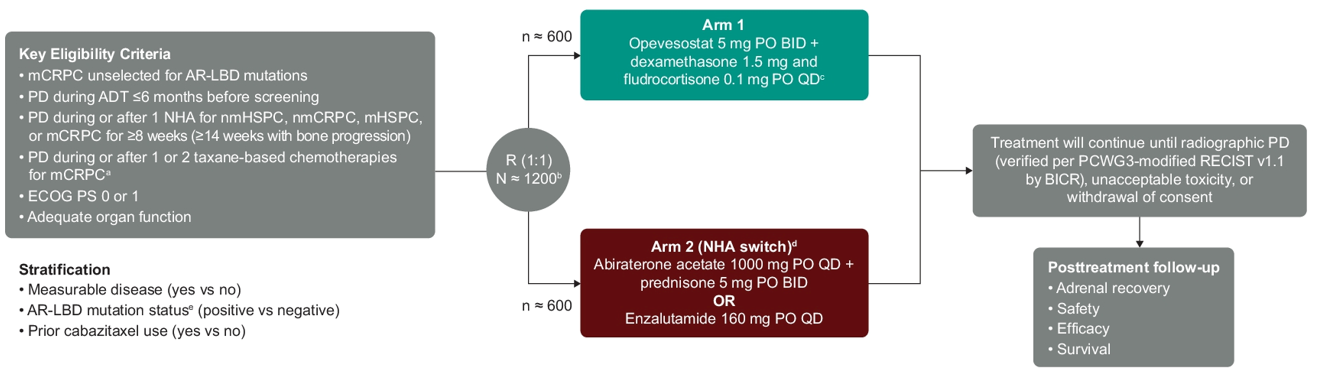 Key Eligibility Criteria
• mCRPC unselected for AR-LBD mutations
• PD during ADT ≤6 months before screening
• PD during or after 1 NHA for nmHSPC, nmCRPC, mHSPC,
or mCRPC for ≥8 weeks (≥14 weeks with bone progression)
• PD during or after 1 or 2 taxane-based chemotherapies
for mCRPCᵃ
• ECOG PS 0 or 1
• Adequate organ function
Stratification
• Measurable disease (yes vs no)
• AR-LBD mutation statusᵉ (positive vs negative)
• Prior cabazitaxel use (yes vs no)
R (1:1)
N ≈ 1200ᵇ
n ≈ 600
Arm 1
Opevesostat 5 mg PO BID +
dexamethasone 1.5 mg and
fludrocortisone 0.1 mg PO QDᶜ
n ≈ 600
Arm 2 (NHA switch)ᵈ
Abiraterone acetate 1000 mg PO QD +
prednisone 5 mg PO BID
OR
Enzalutamide 160 mg PO QD
Treatment will continue until radiographic PD
(verified per PCWG3-modified RECIST v1.1
by BICR), unacceptable toxicity, or
withdrawal of consent
Posttreatment follow-up
• Adrenal recovery
• Safety
• Efficacy
• Survival